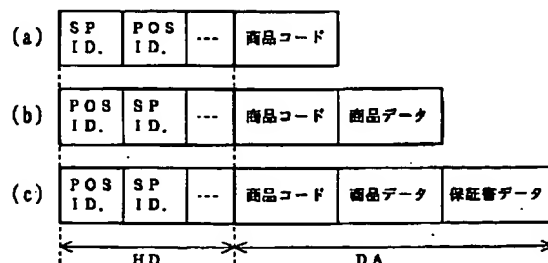 (a) SP ID. POS ID. --- 商品コード
(b) POS ID. SP ID. --- 商品コード 商品データ
(c) POS ID. SP ID. --- 商品コード 商品データ 保証書データ
HD DA